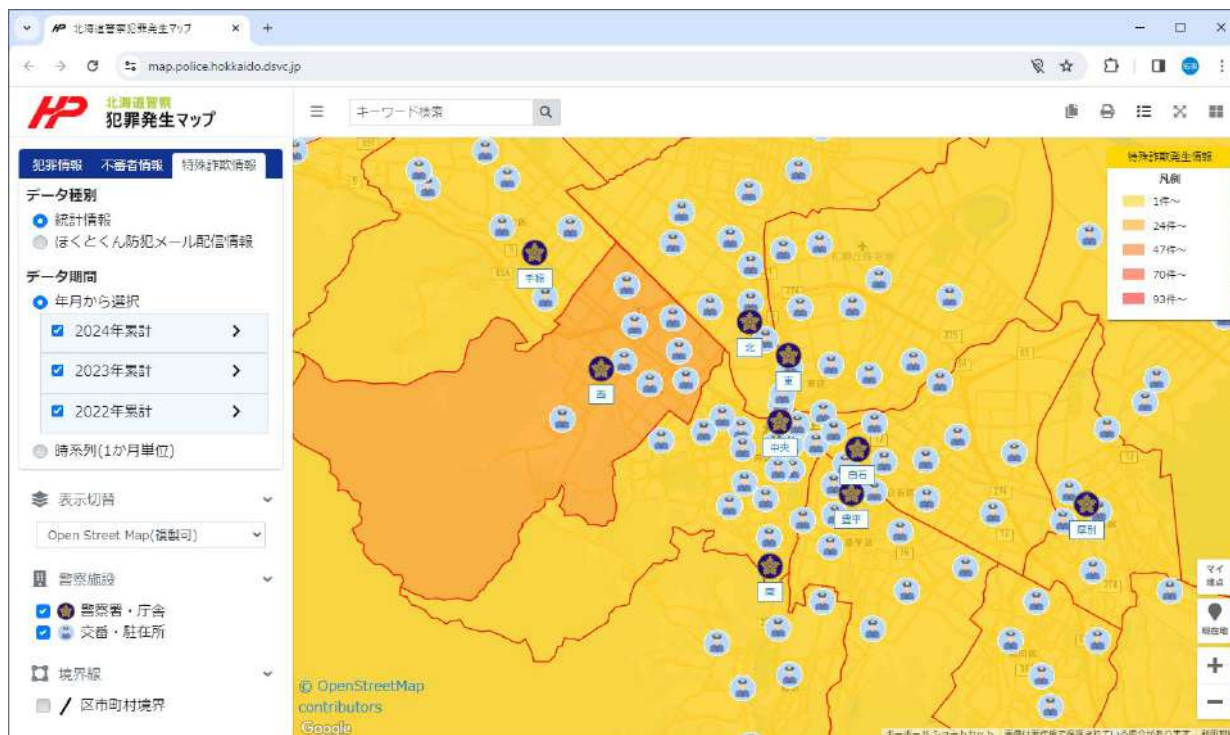 北海道警察犯罪発生マップ
map.police.hokkaido.dsvc.jp
HP
北海道警察
犯罪発生マップ
キーワード検索
犯罪情報 不審者情報 特殊詐欺情報
データ種別
統計情報
ほくとくん防犯メール配信情報
データ期間
年月から選択
2024年累計
2023年累計
2022年累計
時系列(1か月単位)
表示切替
Open Street Map(複製可)
警察施設
警察署・庁舎
交番・駐在所
境界線
区市町村境界
特殊詐欺発生情報
凡例
1件～
24件～
47件～
70件～
93件～
手稲
西
北
東
中央
白石
豊平
厚別
南
マイ
地点
現在地
© OpenStreetMap
contributors
Google